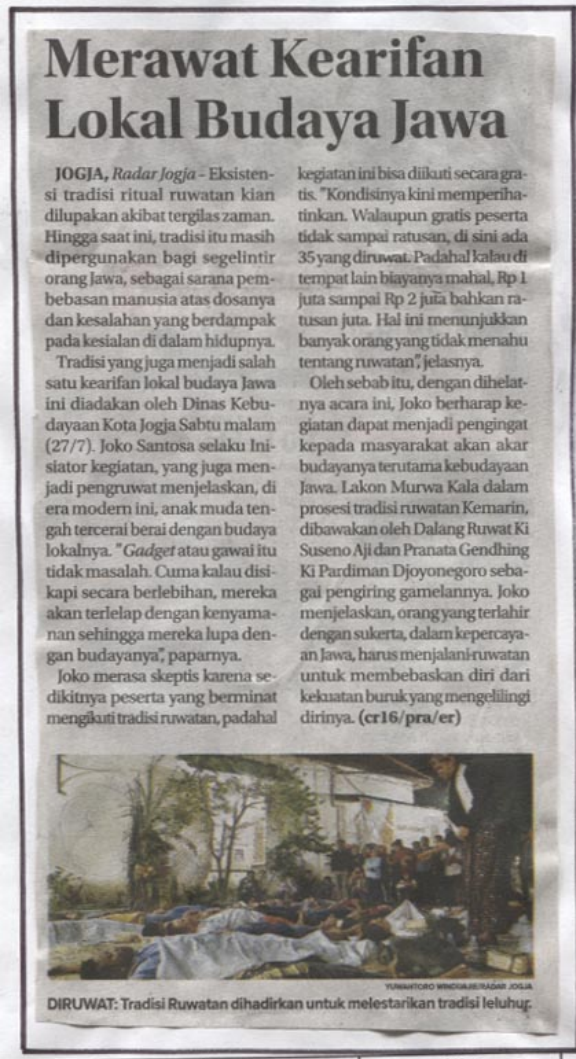 Merawat Kearifan
Lokal Budaya Jawa
JOGJA, Radar Jogja - Eksisten-
si tradisi ritual ruwatan kian
dilupakan akibat tergilas zaman.
Hingga saat ini, tradisi itu masih
dipergunakan bagi segelintir
orang Jawa, sebagai sarana pem-
bebasan manusia atas dosanya
dan kesalahan yang berdampak
pada kesialan di dalam hidupnya.
Tradisi yang juga menjadi salah
satu kearifan lokal budaya Jawa
ini diadakan oleh Dinas Kebu-
dayaan Kota Jogja Sabtu malam
(27/7). Joko Santosa selaku Ini-
siator kegiatan, yang juga men-
jadi pengruwat menjelaskan, di
era modern ini, anak muda ten-
gah tercerai berai dengan budaya
lokalnya. "Gadget atau gawai itu
tidak masalah. Cuma kalau disi-
kapi secara berlebihan, mereka
akan terlelap dengan kenyama-
nan sehingga mereka lupa den-
gan budayanya", paparnya.
Joko merasa skeptis karena se-
dikitnya peserta yang berminat
mengikuti tradisi ruwatan, padahal
kegiatan ini bisa diikuti secara gra-
tis. "Kondisinya kini memperiha-
tinkan. Walaupun gratis peserta
tidak sampai ratusan, di sini ada
35 yang diruwat. Padahal kalau di
tempat lain biayanya mahal, Rp 1
juta sampai Rp 2 juta bahkan ra-
tusan juta. Hal ini menunjukkan
banyak orang yang tidak menahu
tentang ruwatan", jelasnya.
Oleh sebab itu, dengan dihelat-
nya acara ini, Joko berharap ke-
giatan dapat menjadi pengingat
kepada masyarakat akan akar
budayanya terutama kebudayaan
Jawa. Lakon Murwa Kala dalam
prosesi tradisi ruwatan Kemarin,
dibawakan oleh Dalang Ruwat Ki
Suseno Aji dan Pranata Gendhing
Ki Pardiman Djoyonegoro seba-
gai pengiring gamelannya. Joko
menjelaskan, orang yang terlahir
dengan sukerta, dalam kepercaya-
an Jawa, harus menjalani ruwatan
untuk membebaskan diri dari
kekuatan buruk yang mengelilingi
dirinya. (cr16/pra/er)
RADAR JOGJA
DIRUWAT: Tradisi Ruwatan dihadirkan untuk melestarikan tradisi leluhur.